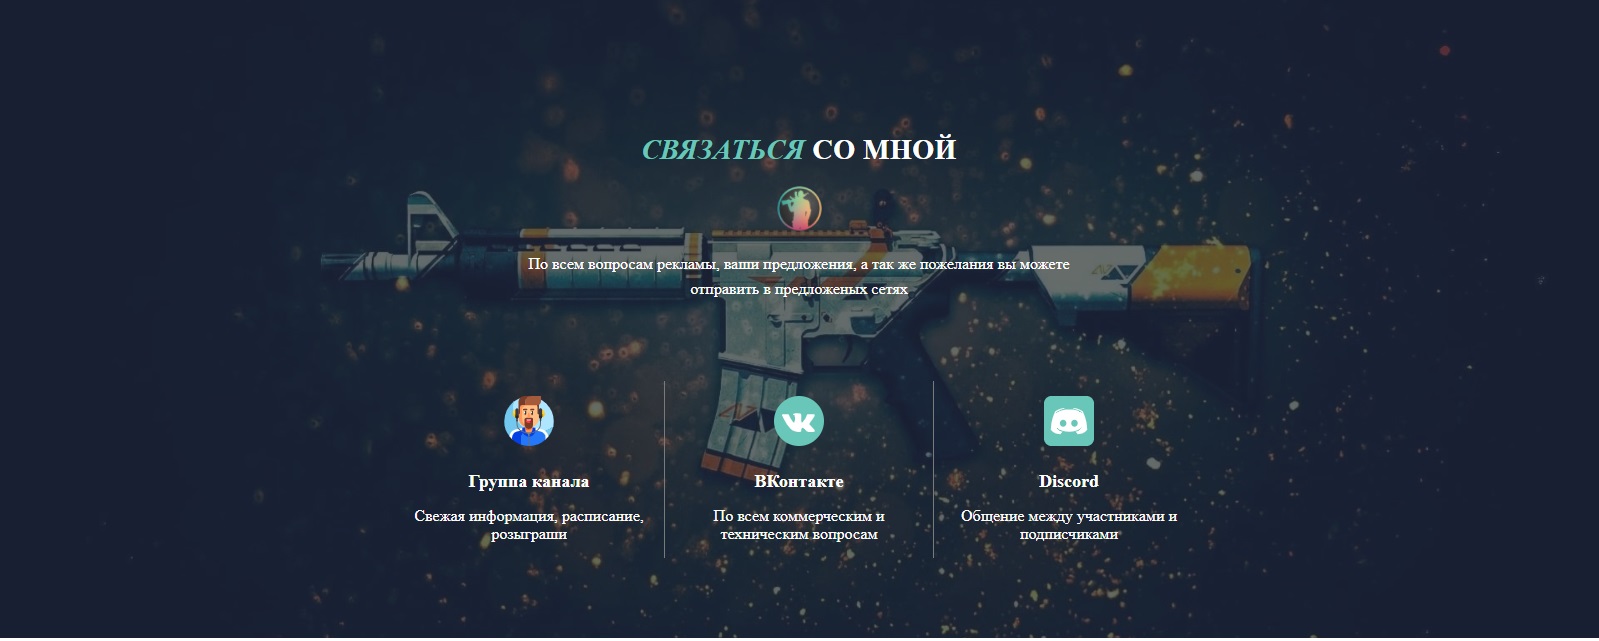 СВЯЗАТЬСЯ СО МНОЙ
По всем вопросам рекламы, ваши предложения, а так же пожелания вы можете
отправить в предложеных сетях
Группа канала
Свежая информация, расписание,
розыграши
ВКонтакте
По всем коммерческим и
техническим вопросам
Discord
Общение между участниками и
подписчиками